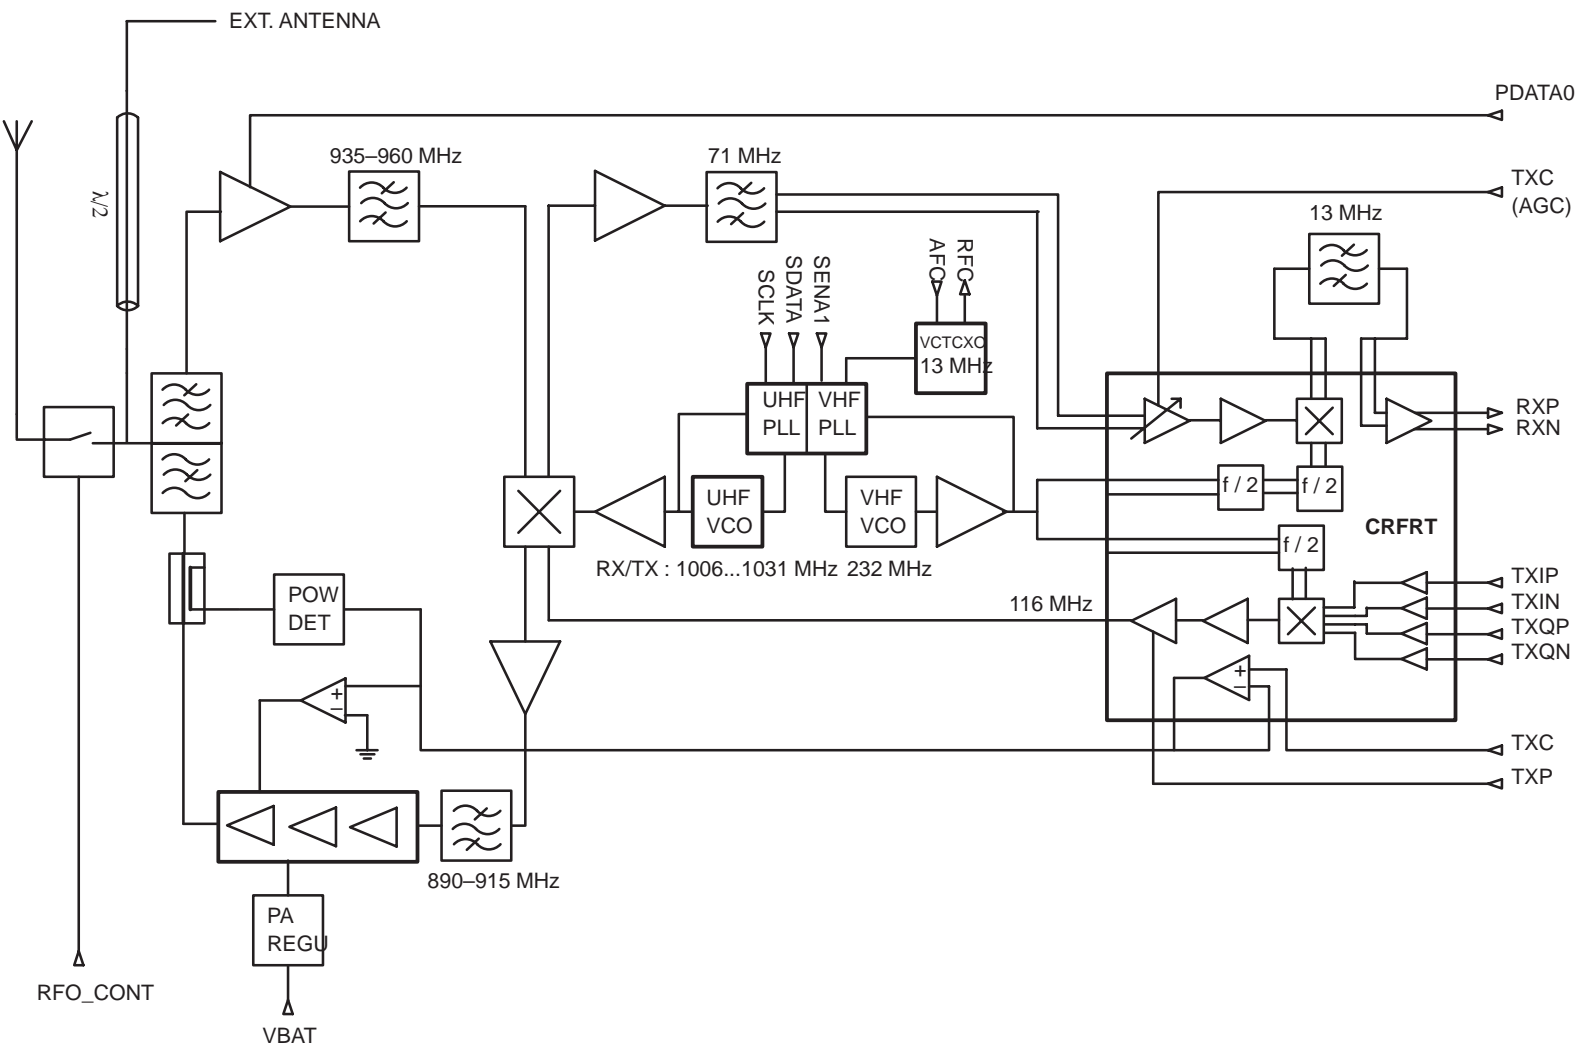 EXT. ANTENNA
PDATA0
935–960 MHz
71 MHz
TXC
(AGC)
λ/2
13 MHz
SCLK
SDATA
SENA1
AFC
RFC
VCTCXO
13 MHz
UHF
PLL
VHF
PLL
RXP
RXN
UHF
VCO
VHF
VCO
f / 2
f / 2
CRFRT
f / 2
RX/TX : 1006...1031 MHz
232 MHz
TXIP
TXIN
TXQP
TXQN
POW
DET
116 MHz
+
–
+
–
TXC
TXP
890–915 MHz
PA
REGU
RFO_CONT
VBAT